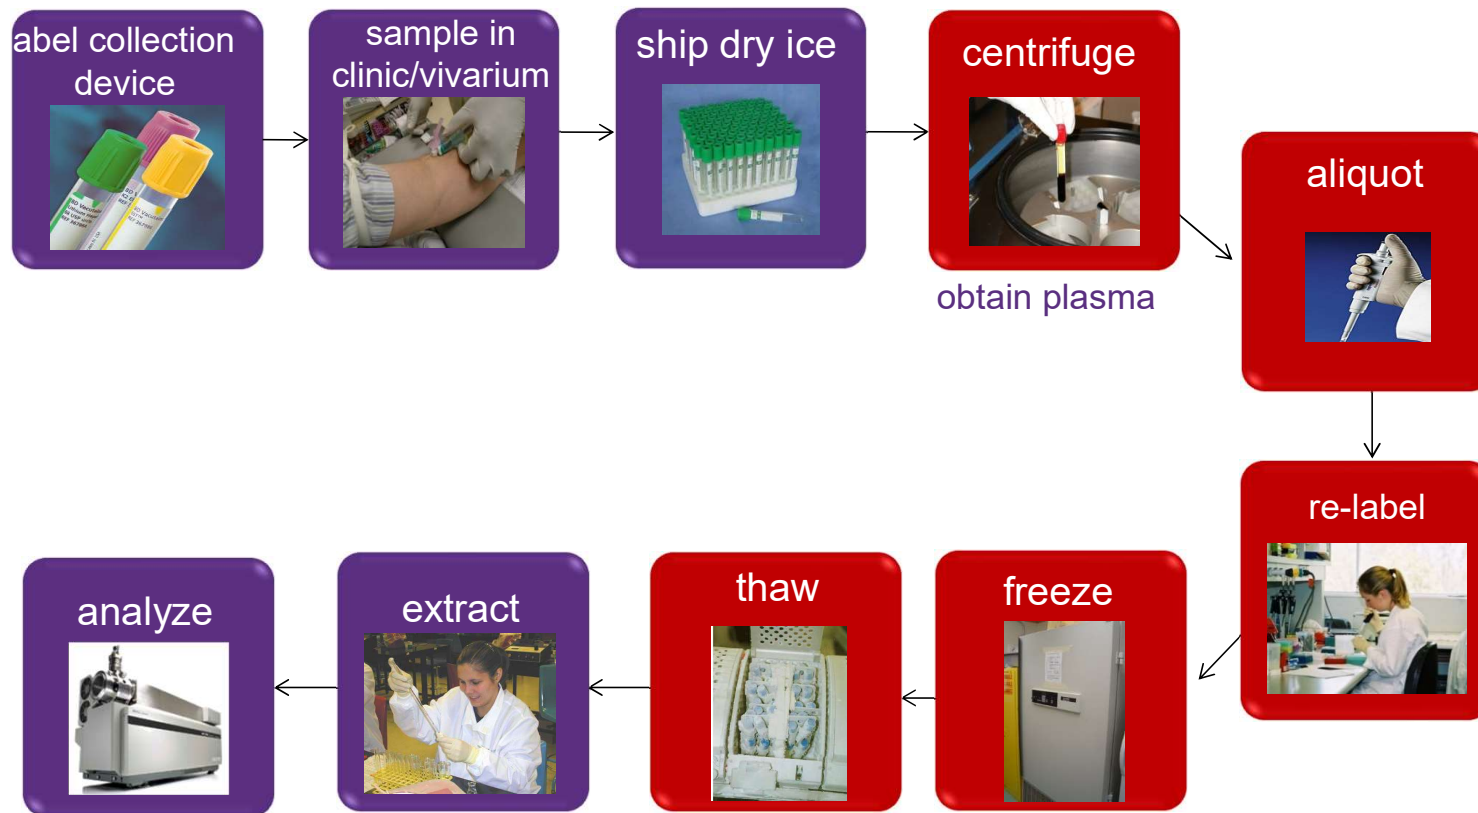 abel collection
device
sample in
clinic/vivarium
ship dry ice
centrifuge
obtain plasma
aliquot
re-label
freeze
thaw
extract
analyze